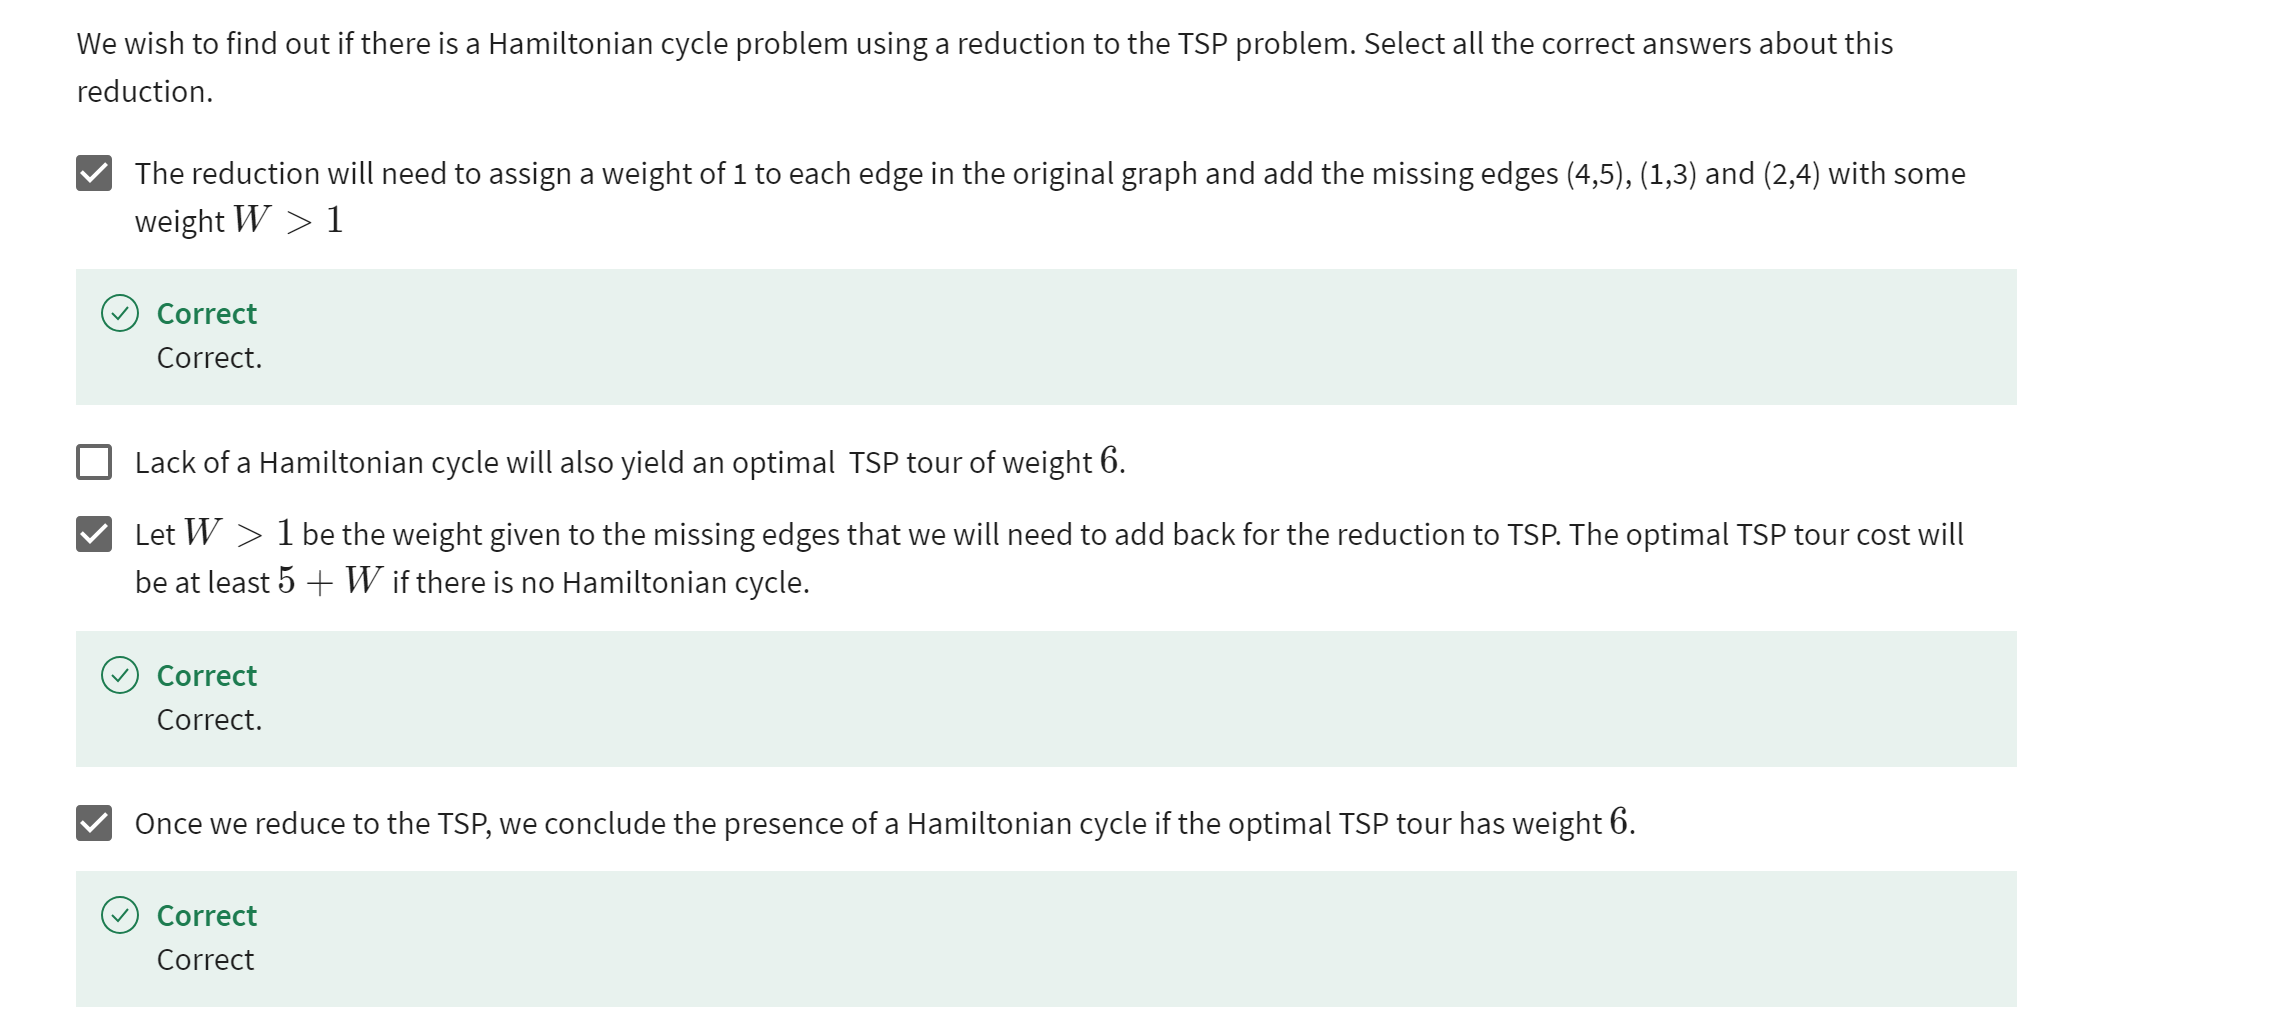 We wish to find out if there is a Hamiltonian cycle problem using a reduction to the TSP problem. Select all the correct answers about this
reduction.
The reduction will need to assign a weight of 1 to each edge in the original graph and add the missing edges (4,5), (1,3) and (2,4) with some
weight W > 1
Correct
Correct.
Lack of a Hamiltonian cycle will also yield an optimal TSP tour of weight 6.
Let W > 1 be the weight given to the missing edges that we will need to add back for the reduction to TSP. The optimal TSP tour cost will
be at least 5 + W if there is no Hamiltonian cycle.
Correct
Correct.
Once we reduce to the TSP, we conclude the presence of a Hamiltonian cycle if the optimal TSP tour has weight 6.
Correct
Correct